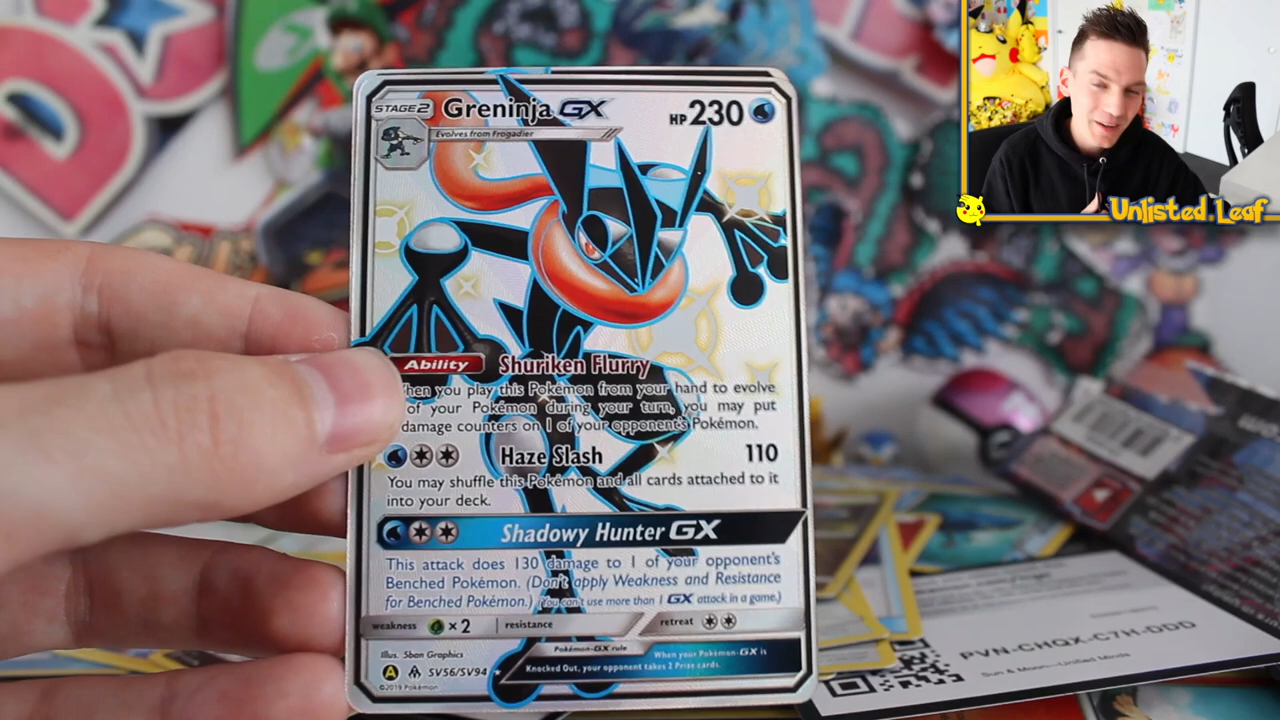 STAGE2 Greninja GX HP 230
Evolves from Frogadier
Ability Shuriken Flurry
hen you play this Pokémon from your hand to evolve
of your Pokémon during your turn, you may put
damage counters on 1 of your opponent's Pokémon.
Haze Slash 110
You may shuffle this Pokémon and all cards attached to it
into your deck.
Shadowy Hunter GX
This attack does 130 damage to 1 of your opponent's
Benched Pokémon. (Don't apply Weakness and Resistance
for Benched Pokémon.) (You can't use more than 1 GX attack in a game.)
weakness ×2 resistance retreat
Illus. 5ban Graphics
Pokémon-GX rule
When your Pokémon-GX is
Knocked Out, your opponent takes 2 Prize cards.
A SV56/SV94
©2019 Pokémon
Unlisted Leaf
PVN-CHQX-C7H-DDD
Sun & Moon—Unified Minds